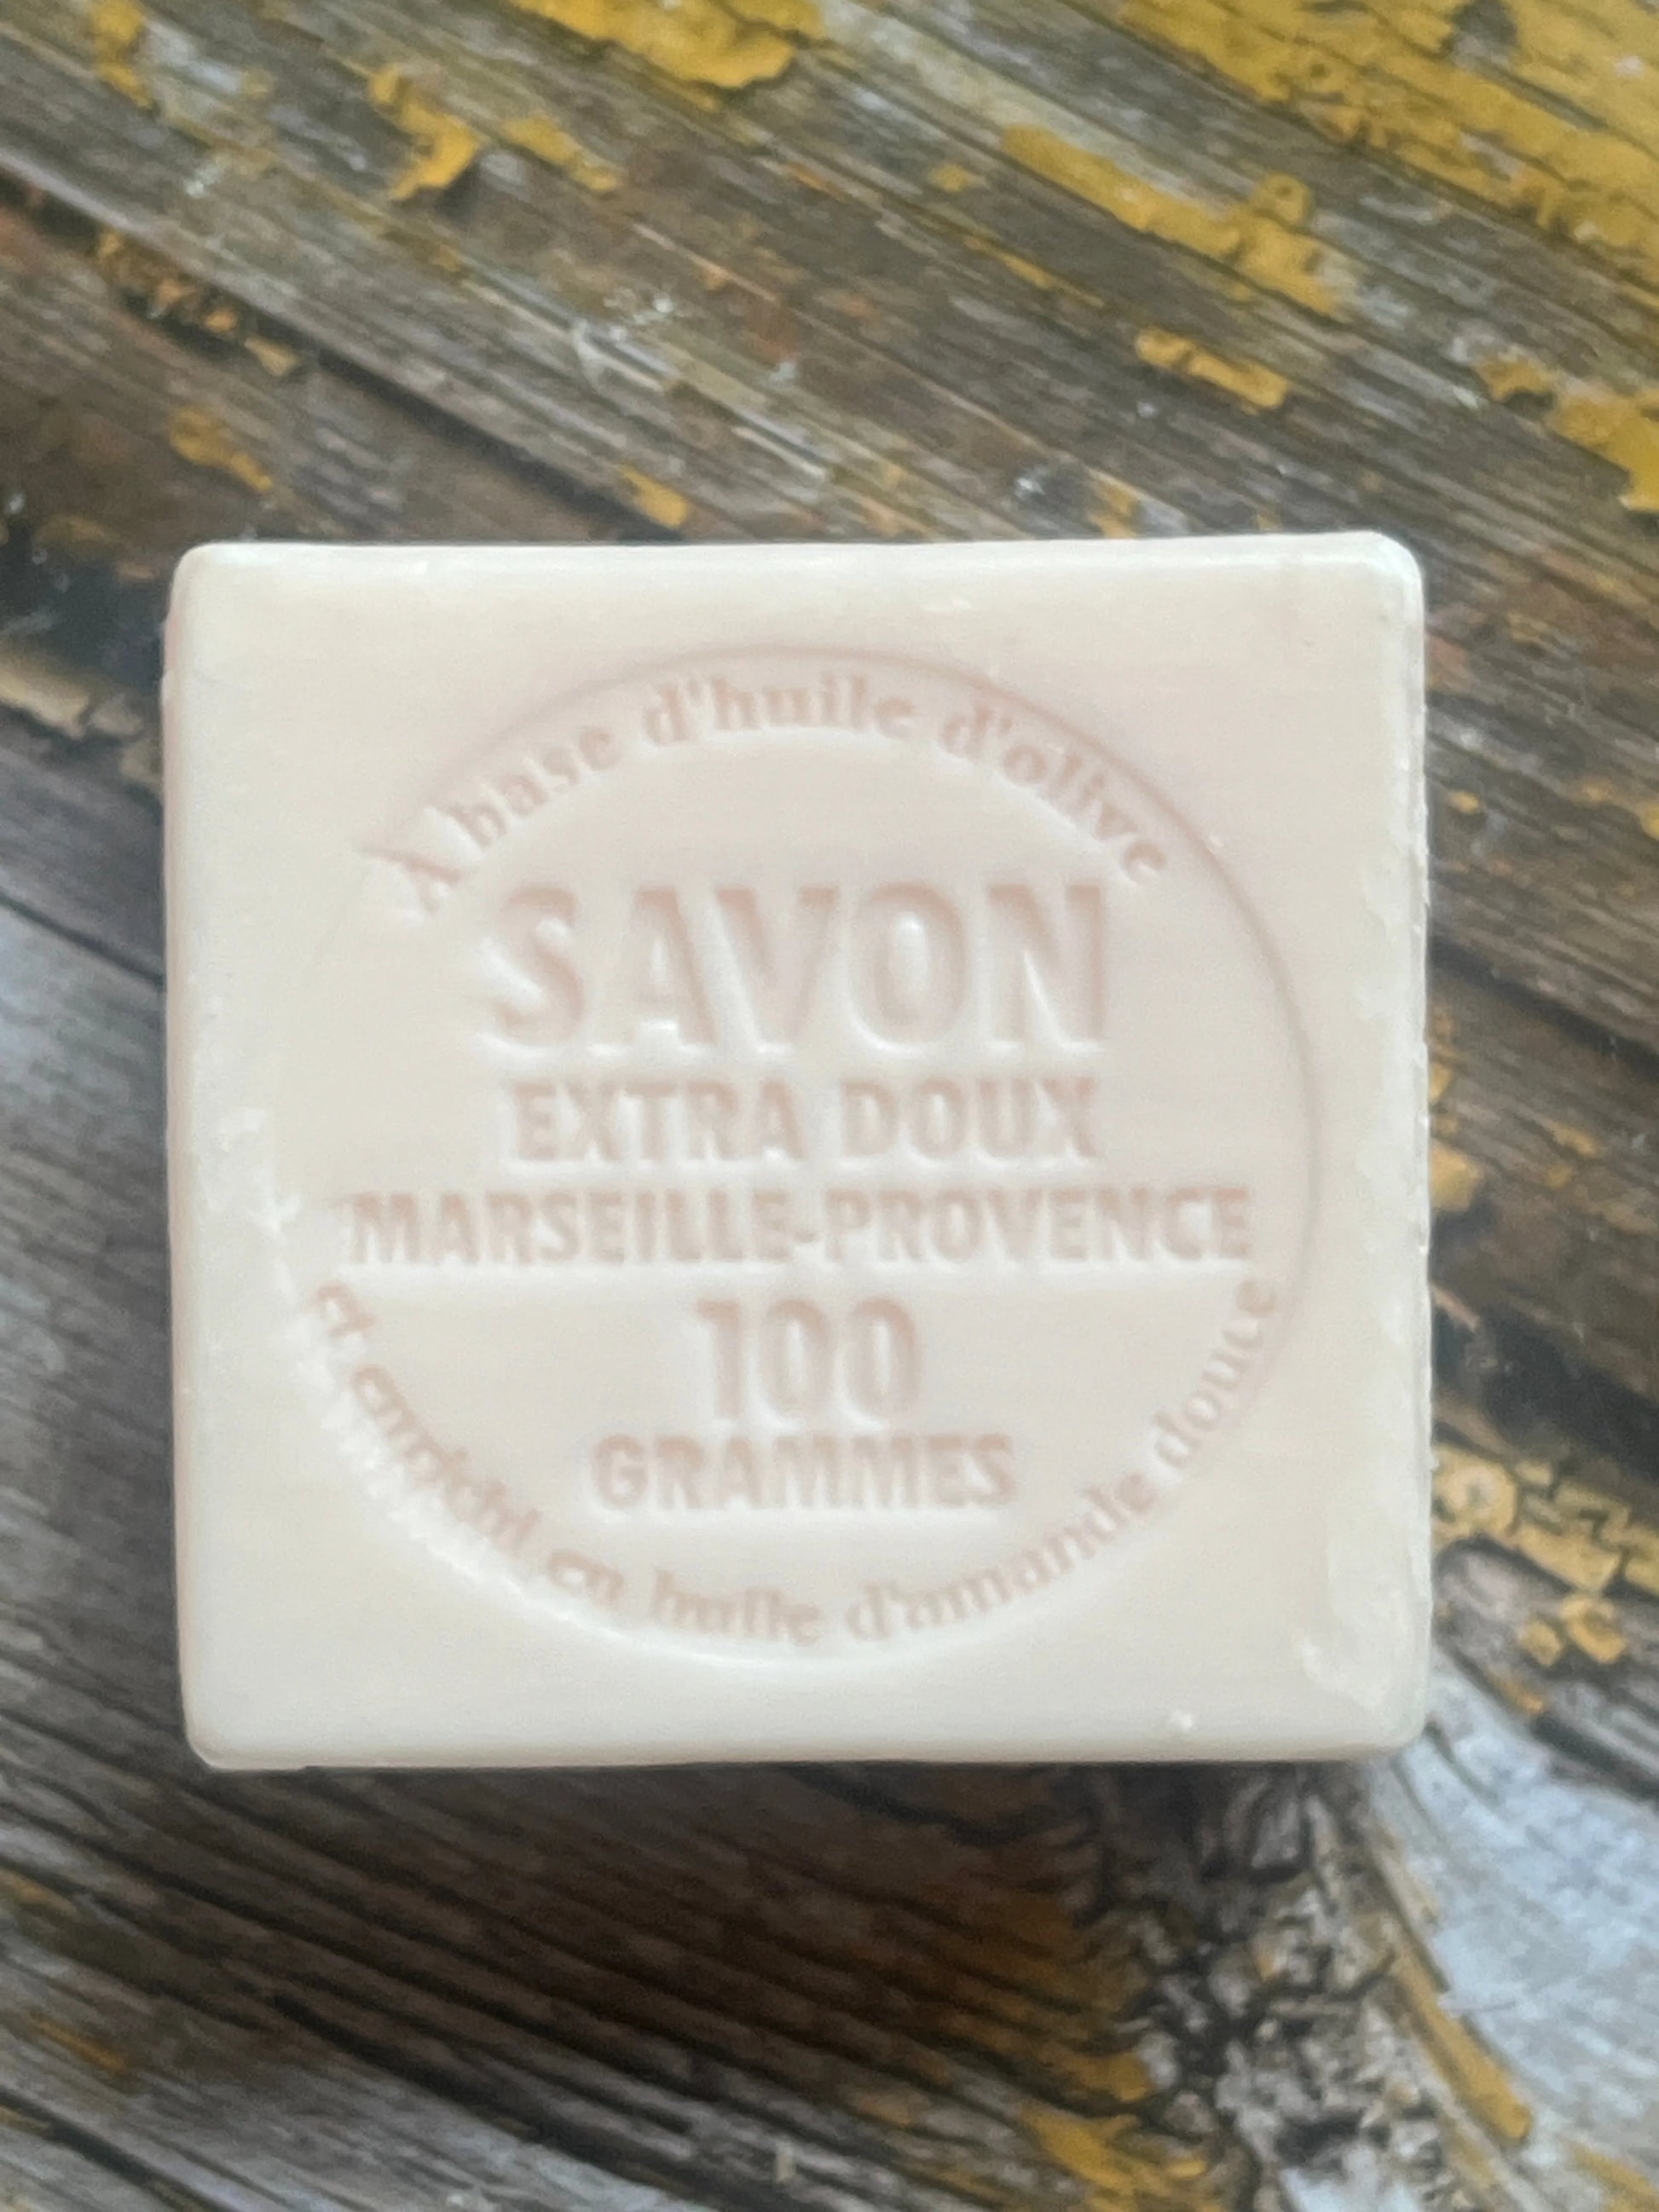 À base d'huile d'olive
SAVON
EXTRA DOUX
MARSEILLE-PROVENCE
100
GRAMMES
et enrichi en huile d'amande douce